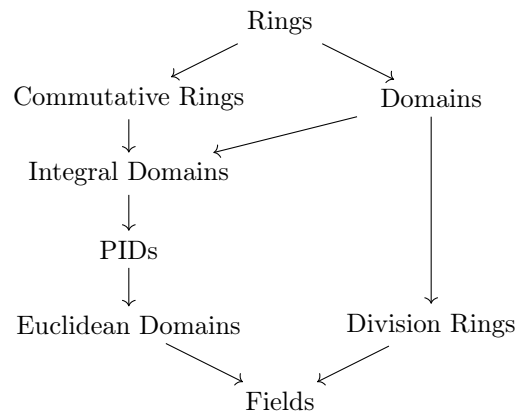 Rings
Commutative Rings
Domains
Integral Domains
PIDs
Euclidean Domains
Division Rings
Fields